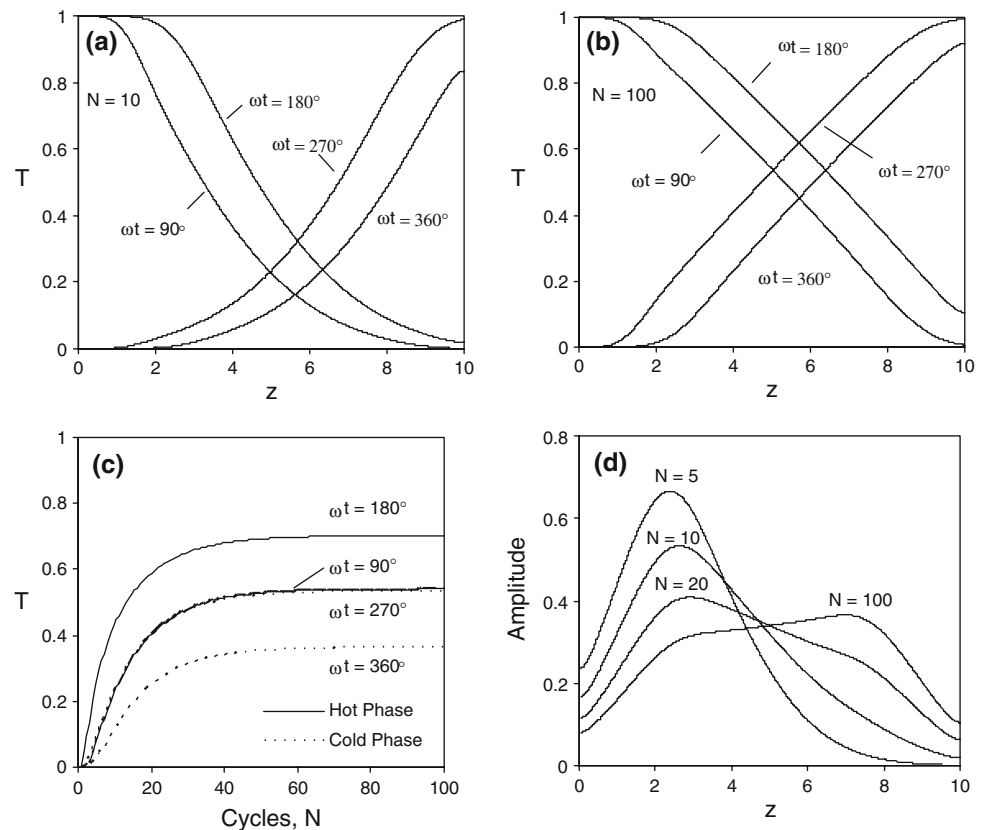 (a)
N = 10
ωt = 180°
ωt = 270°
ωt = 90°
ωt = 360°
T
1
0.8
0.6
0.4
0.2
0
0 2 4 6 8 10
z
(b)
N = 100
ωt = 180°
ωt = 90°
ωt = 270°
ωt = 360°
T
1
0.8
0.6
0.4
0.2
0
0 2 4 6 8 10
z
(c)
ωt = 180°
ωt = 90°
ωt = 270°
ωt = 360°
Hot Phase
Cold Phase
T
1
0.8
0.6
0.4
0.2
0
0 20 40 60 80 100
Cycles, N
(d)
N = 5
N = 10
N = 20
N = 100
Amplitude
0.8
0.6
0.4
0.2
0
0 2 4 6 8 10
z